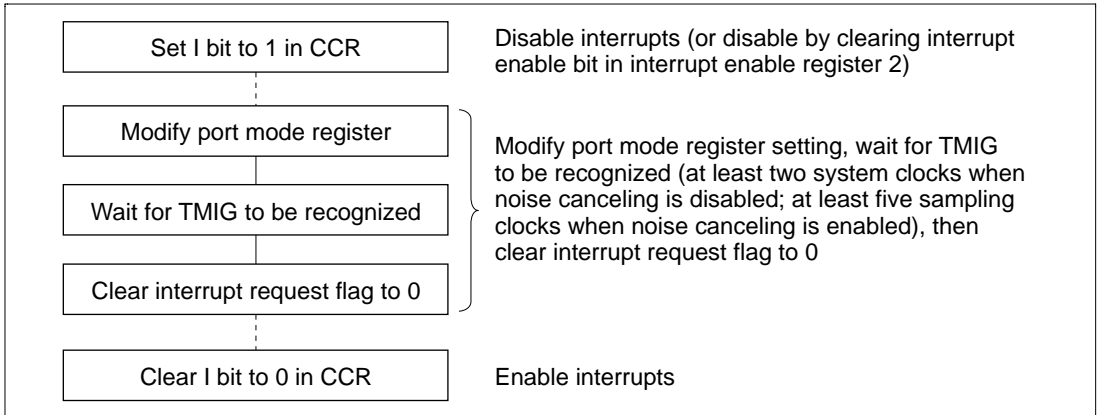 Set I bit to 1 in CCR
Disable interrupts (or disable by clearing interrupt
enable bit in interrupt enable register 2)
Modify port mode register
Wait for TMIG to be recognized
Clear interrupt request flag to 0
Modify port mode register setting, wait for TMIG
to be recognized (at least two system clocks when
noise canceling is disabled; at least five sampling
clocks when noise canceling is enabled), then
clear interrupt request flag to 0
Clear I bit to 0 in CCR
Enable interrupts